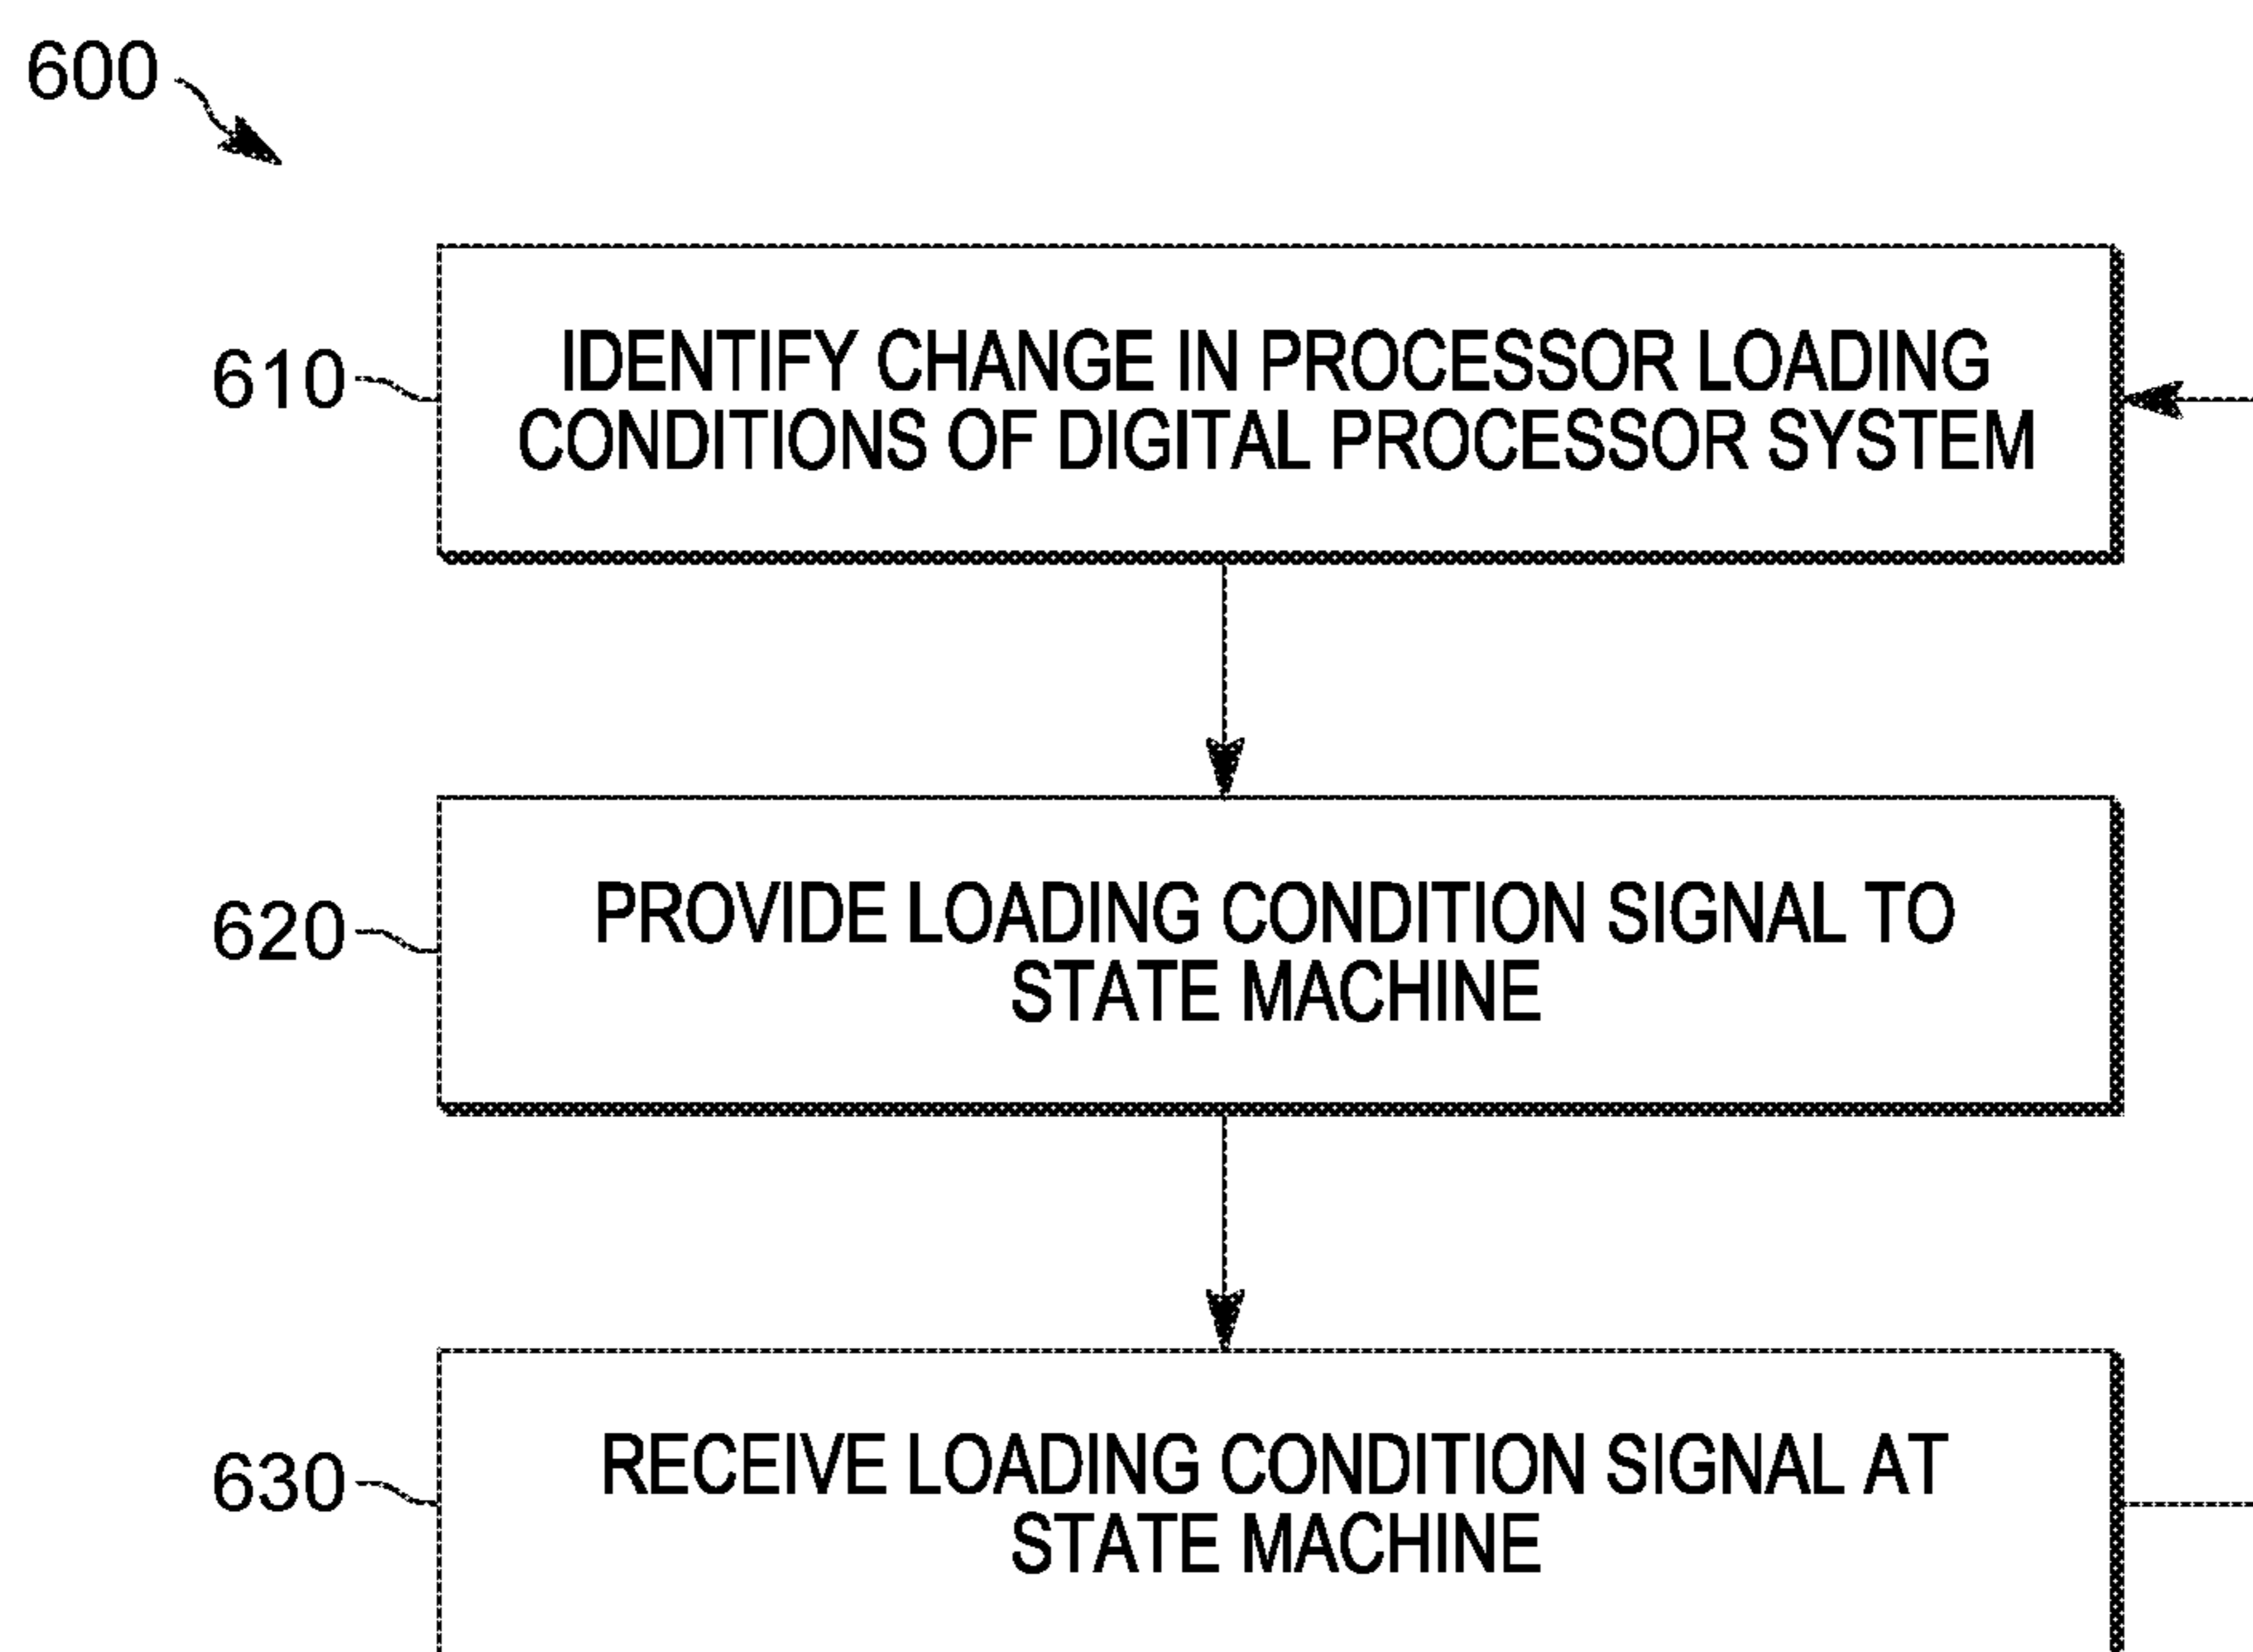 600
610
IDENTIFY CHANGE IN PROCESSOR LOADING
CONDITIONS OF DIGITAL PROCESSOR SYSTEM
620
PROVIDE LOADING CONDITION SIGNAL TO
STATE MACHINE
630
RECEIVE LOADING CONDITION SIGNAL AT
STATE MACHINE